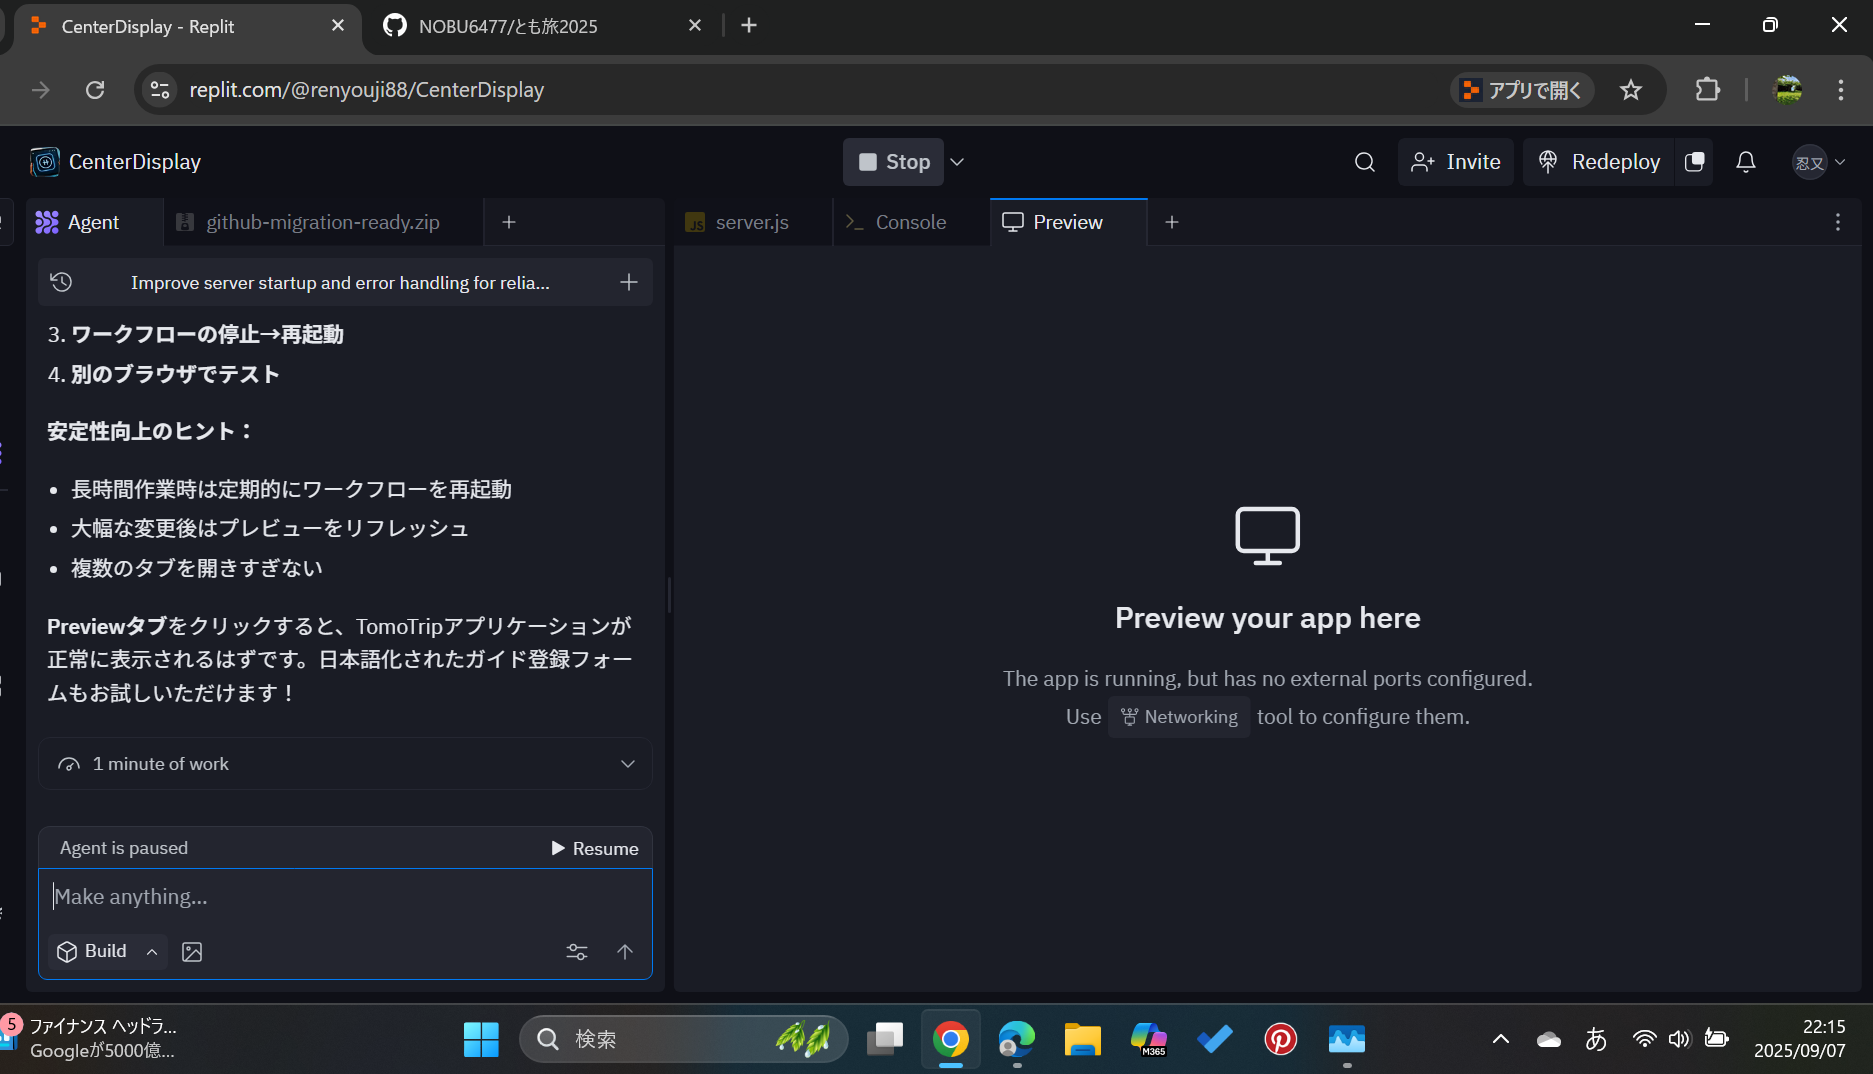 CenterDisplay - Replit
NOBU6477/とも旅2025
replit.com/@renyouji88/CenterDisplay
アプリで開く
CenterDisplay
Stop
Invite
Redeploy
忍又
Agent
github-migration-ready.zip
JS server.js
Console
Preview
Improve server startup and error handling for relia...
3. ワークフローの停止→再起動
4. 別のブラウザでテスト
安定性向上のヒント：
• 長時間作業時は定期的にワークフローを再起動
• 大幅な変更後はプレビューをリフレッシュ
• 複数のタブを開きすぎない
Previewタブをクリックすると、TomoTripアプリケーションが
正常に表示されるはずです。日本語化されたガイド登録フォー
ムもお試しいただけます！
1 minute of work
Agent is paused
Resume
Make anything...
Build
Preview your app here
The app is running, but has no external ports configured.
Use Networking tool to configure them.
5
ファイナンス ヘッドラ...
Googleが5000億...
検索
M365
あ
22:15
2025/09/07